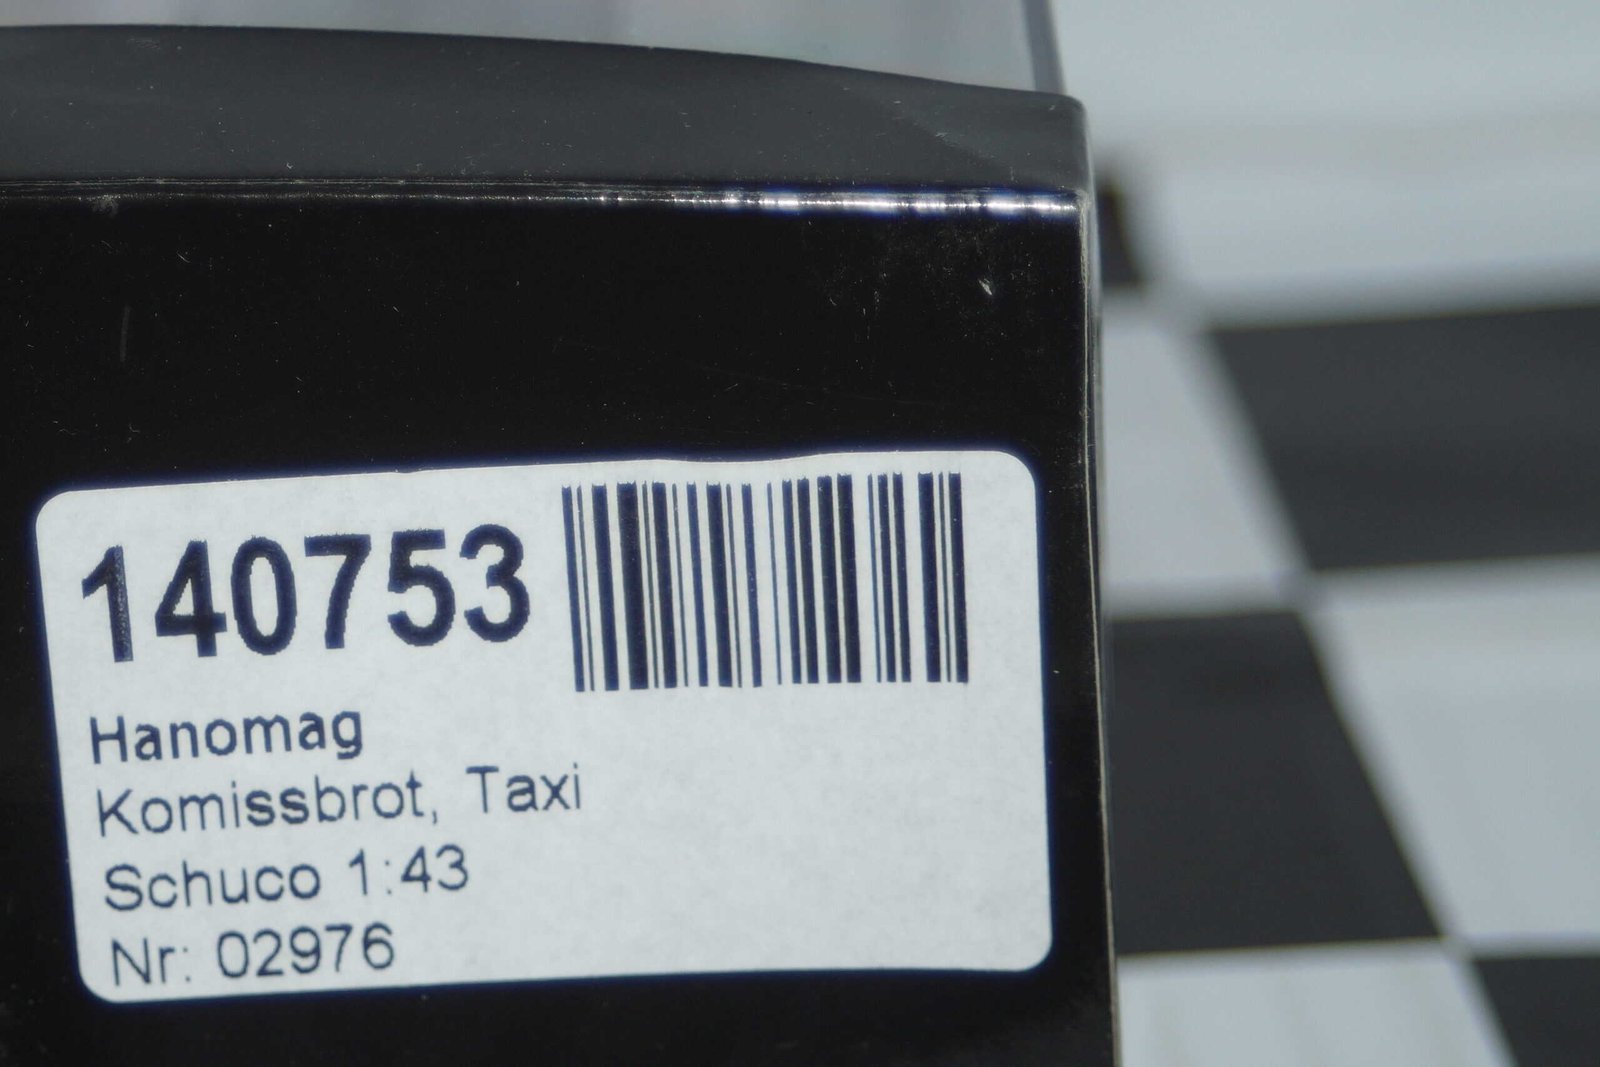 140753
Hanomag
Komissbrot, Taxi
Schuco 1:43
Nr: 02976